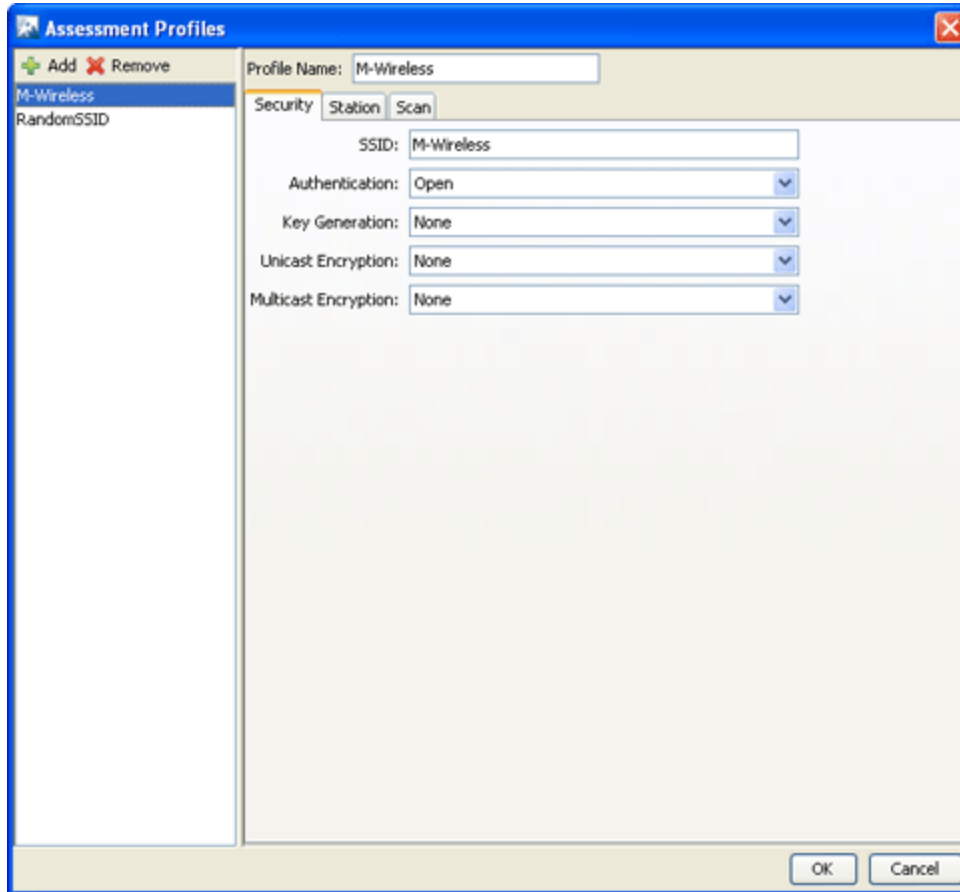 Assessment Profiles
Add Remove
M-Wireless
RandomSSID
Profile Name: M-Wireless
Security Station Scan
SSID: M-Wireless
Authentication: Open
Key Generation: None
Unicast Encryption: None
Multicast Encryption: None
OK Cancel